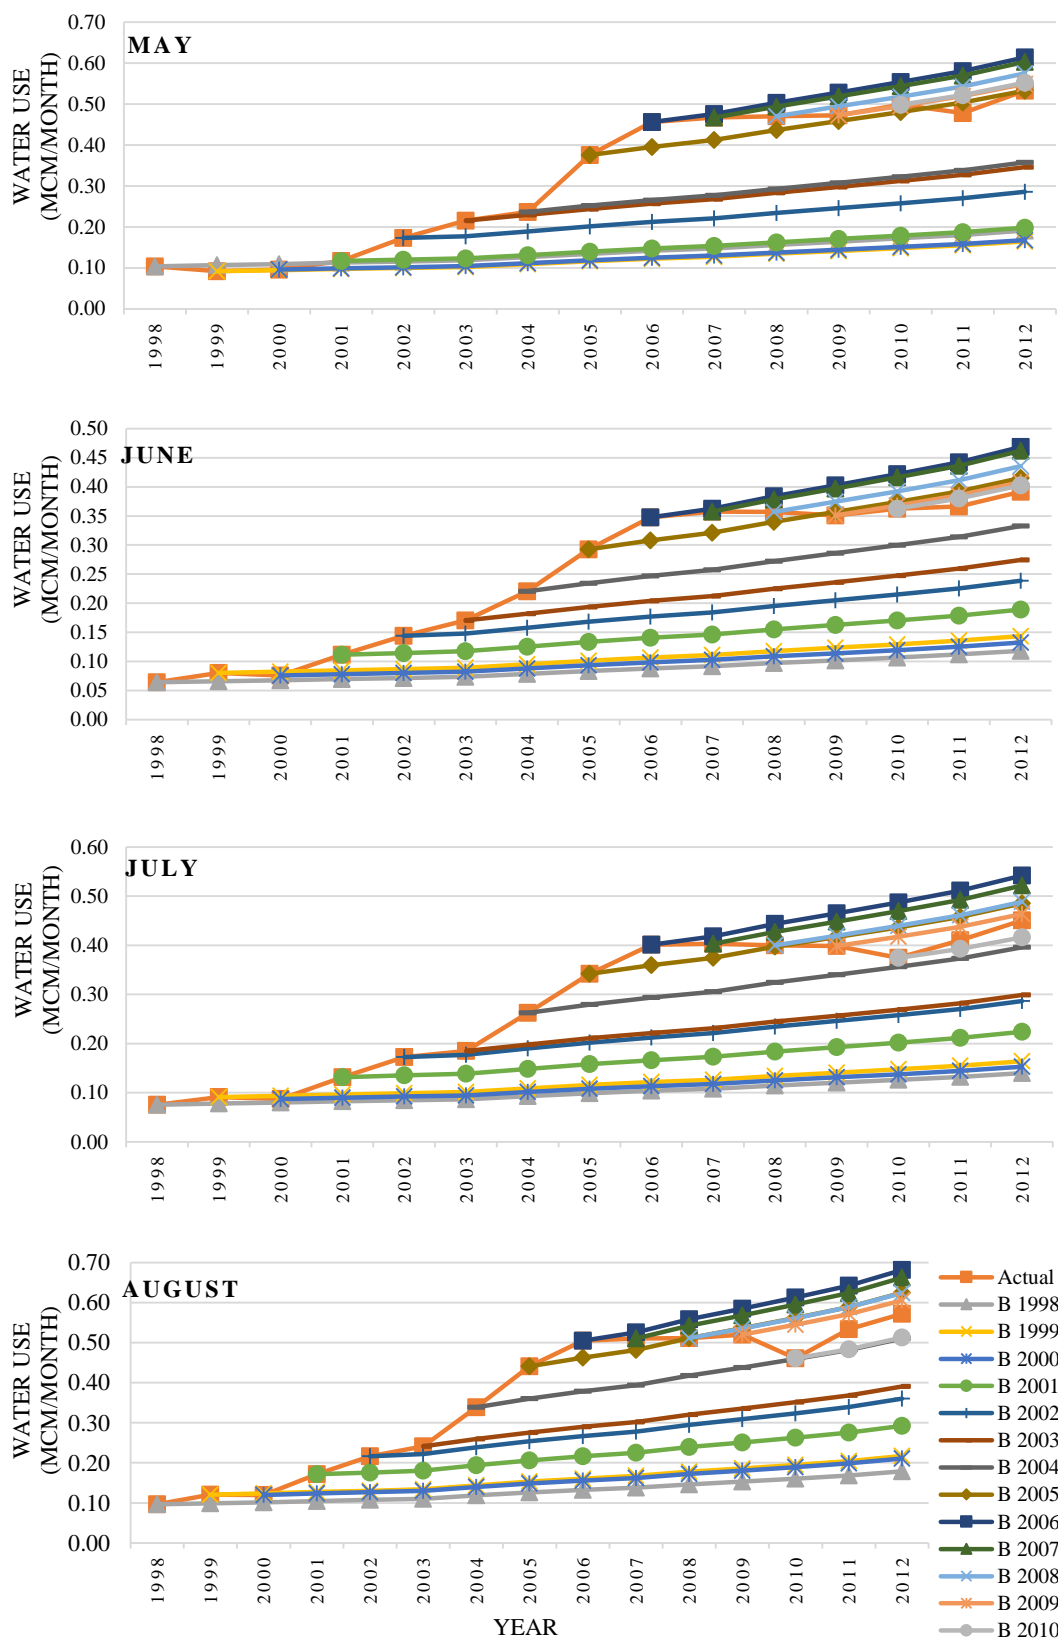 MAY
WATER USE
(MCM/MONTH)
0.70
0.60
0.50
0.40
0.30
0.20
0.10
0.00
1998 1999 2000 2001 2002 2003 2004 2005 2006 2007 2008 2009 2010 2011 2012
JUNE
WATER USE
(MCM/MONTH)
0.50
0.45
0.40
0.35
0.30
0.25
0.20
0.15
0.10
0.05
0.00
1998 1999 2000 2001 2002 2003 2004 2005 2006 2007 2008 2009 2010 2011 2012
JULY
WATER USE
(MCM/MONTH)
0.60
0.50
0.40
0.30
0.20
0.10
0.00
1998 1999 2000 2001 2002 2003 2004 2005 2006 2007 2008 2009 2010 2011 2012
AUGUST
WATER USE
(MCM/MONTH)
0.70
0.60
0.50
0.40
0.30
0.20
0.10
0.00
1998 1999 2000 2001 2002 2003 2004 2005 2006 2007 2008 2009 2010 2011 2012
YEAR
Actual
B 1998
B 1999
B 2000
B 2001
B 2002
B 2003
B 2004
B 2005
B 2006
B 2007
B 2008
B 2009
B 2010